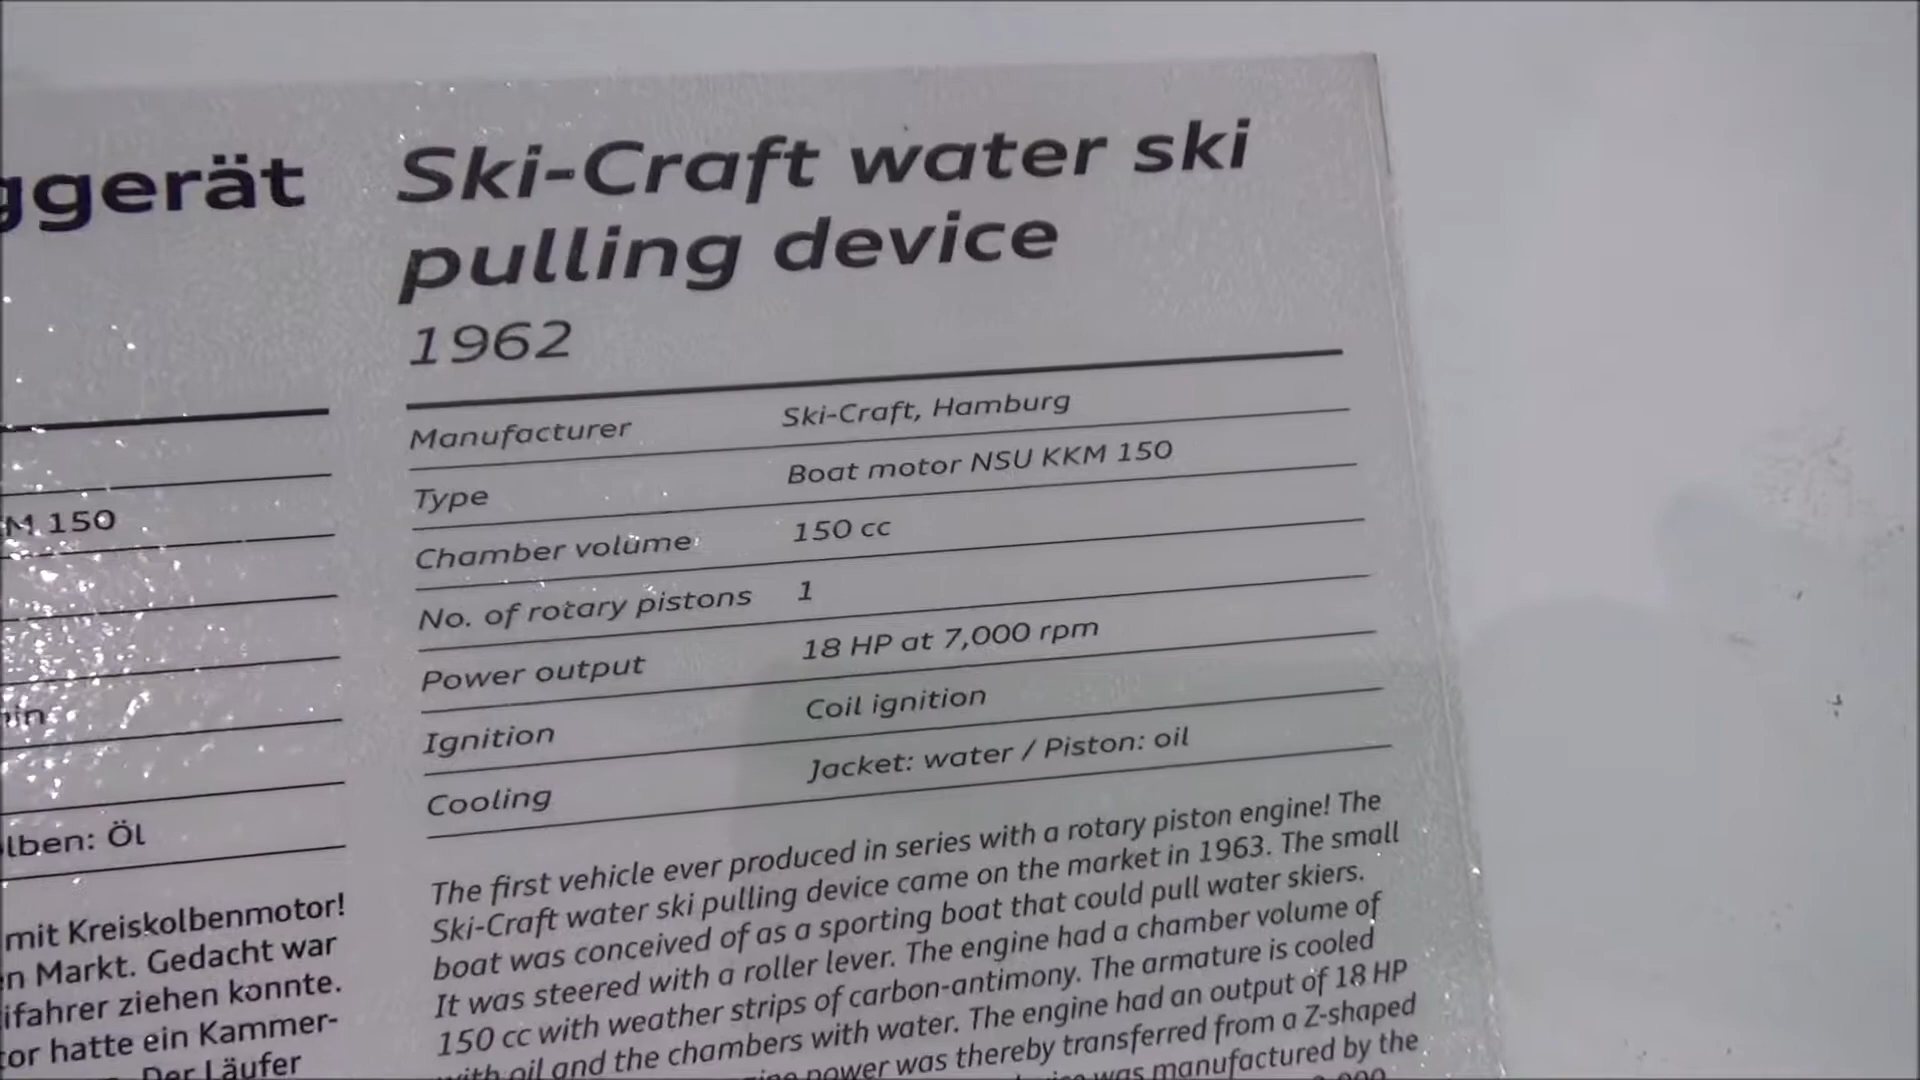 ggerät
M 150
lben: Öl
mit Kreiskolbenmotor!
n Markt. Gedacht war
ifahrer ziehen konnte.
tor hatte ein Kammer-
Der Läufer
Ski-Craft water ski
pulling device
1962
Manufacturer Ski-Craft, Hamburg
Type Boat motor NSU KKM 150
Chamber volume 150 cc
No. of rotary pistons 1
Power output 18 HP at 7,000 rpm
Ignition Coil ignition
Cooling Jacket: water / Piston: oil
The first vehicle ever produced in series with a rotary piston engine! The
Ski-Craft water ski pulling device came on the market in 1963. The small
boat was conceived of as a sporting boat that could pull water skiers.
It was steered with a roller lever. The engine had a chamber volume of
150 cc with weather strips of carbon-antimony. The armature is cooled
with oil and the chambers with water. The engine had an output of 18 HP
power was thereby transferred from a Z-shaped
was manufactured by the